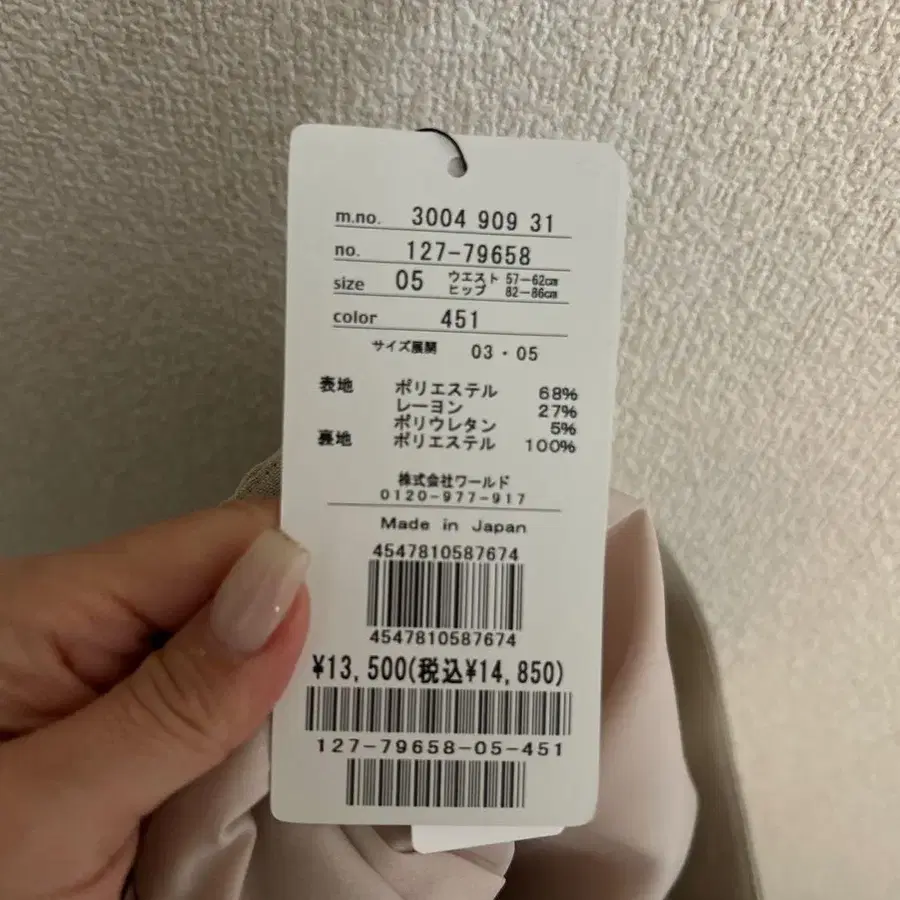 m.no. 3004 909 31
no. 127-79658
size 05 ウエスト 57-62cm
ヒップ 82-86cm
color 451
サイズ展開 03・05
表地 ポリエステル 68%
レーヨン 27%
ポリウレタン 5%
裏地 ポリエステル 100%
株式会社ワールド
0120-977-917
Made in Japan
4547810587674
4547810587674
¥13,500(税込¥14,850)
127-79658-05-451